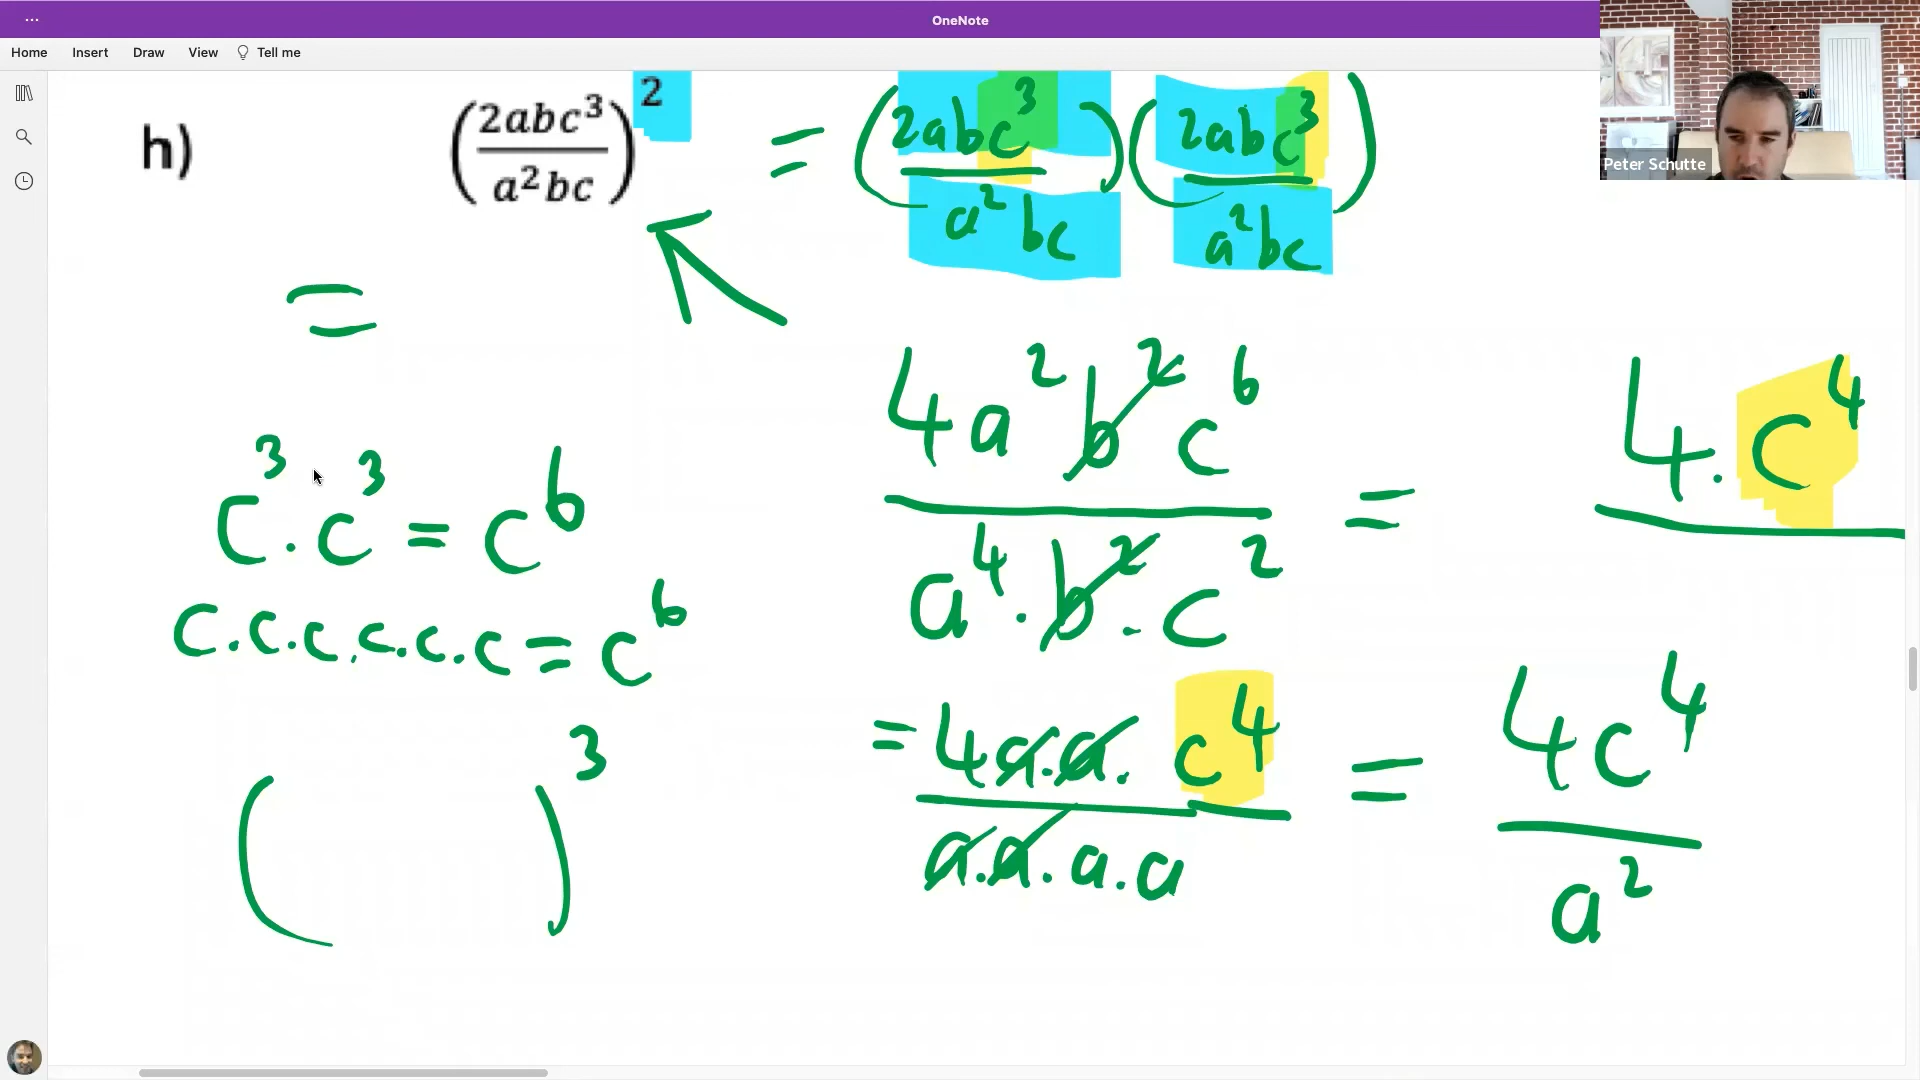 OneNote
Home Insert Draw View Tell me
Peter Schutte
h) (2abc³/a²bc)² = (2abc³/a²bc)(2abc³/a²bc)
=
4a²b²c⁶/a⁴·b²·c² = 4·c⁴
c³·c³ = c⁶
c.c.c.c.c.c = c⁶
= 4a.a. c⁴/a.a.a.a = 4c⁴/a²
( )³